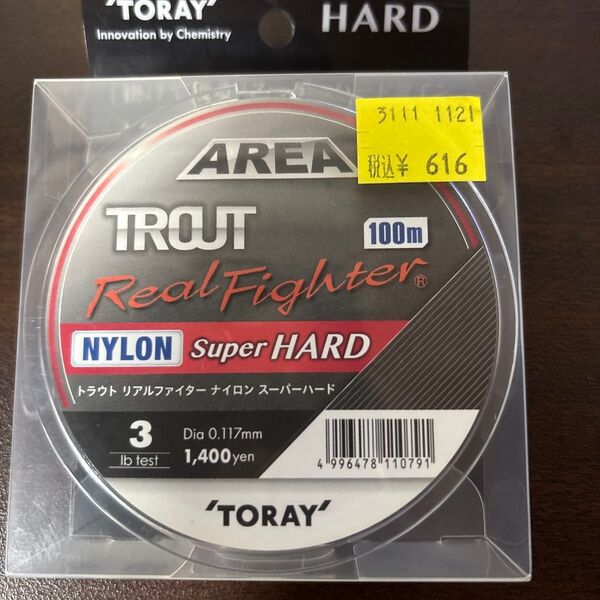 'TORAY'
Innovation by Chemistry
HARD
3111 1121
税込¥ 616
AREA
TROUT
100m
Real Fighter®
NYLON Super HARD
トラウト リアルファイター ナイロン スーパーハード
3
lb test
Dia 0.117mm
1,400yen
4 996478 110791
'TORAY'